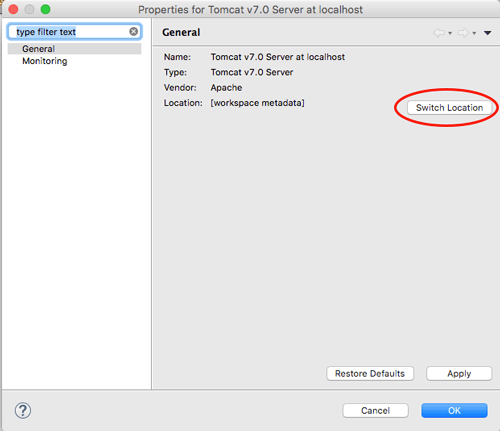 Properties for Tomcat v7.0 Server at localhost
type filter text
General
Monitoring
General
Name: Tomcat v7.0 Server at localhost
Type: Tomcat v7.0 Server
Vendor: Apache
Location: [workspace metadata]
Switch Location
Restore Defaults Apply
? Cancel OK